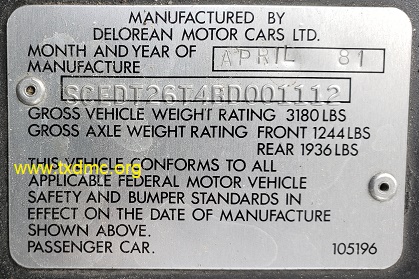 MANUFACTURED BY
DELOREAN MOTOR CARS LTD.
MONTH AND YEAR OF
MANUFACTURE APRIL 81
SCEDT26T4BD001112
GROSS VEHICLE WEIGHT RATING 3180 LBS
GROSS AXLE WEIGHT RATING FRONT 1244 LBS
REAR 1936 LBS
www.txdmc.org
THIS VEHICLE CONFORMS TO ALL
APPLICABLE FEDERAL MOTOR VEHICLE
SAFETY AND BUMPER STANDARDS IN
EFFECT ON THE DATE OF MANUFACTURE
SHOWN ABOVE.
PASSENGER CAR. 105196